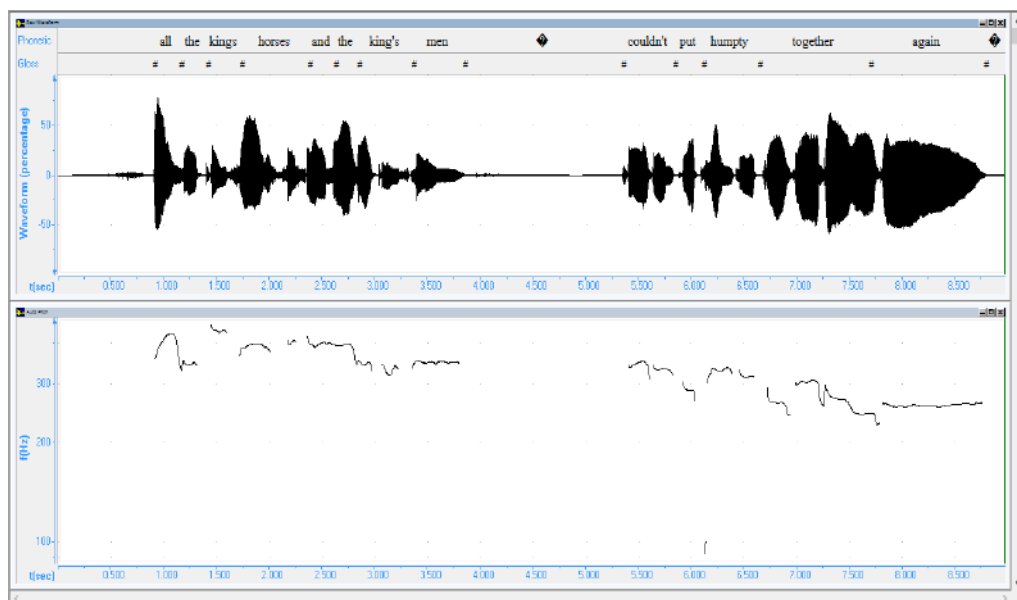 Raw Waveform
Phonetic all the kings horses and the king's men � couldn't put humpty together again �
Gloss # # # # # # # # # # # # # # #
Waveform (percentage)
50
0
-50
t(sec) 0.500 1.000 1.500 2.000 2.500 3.000 3.500 4.000 4.500 5.000 5.500 6.000 6.500 7.000 7.500 8.000 8.500
f(Hz)
300
200
100
t(sec) 0.500 1.000 1.500 2.000 2.500 3.000 3.500 4.000 4.500 5.000 5.500 6.000 6.500 7.000 7.500 8.000 8.500